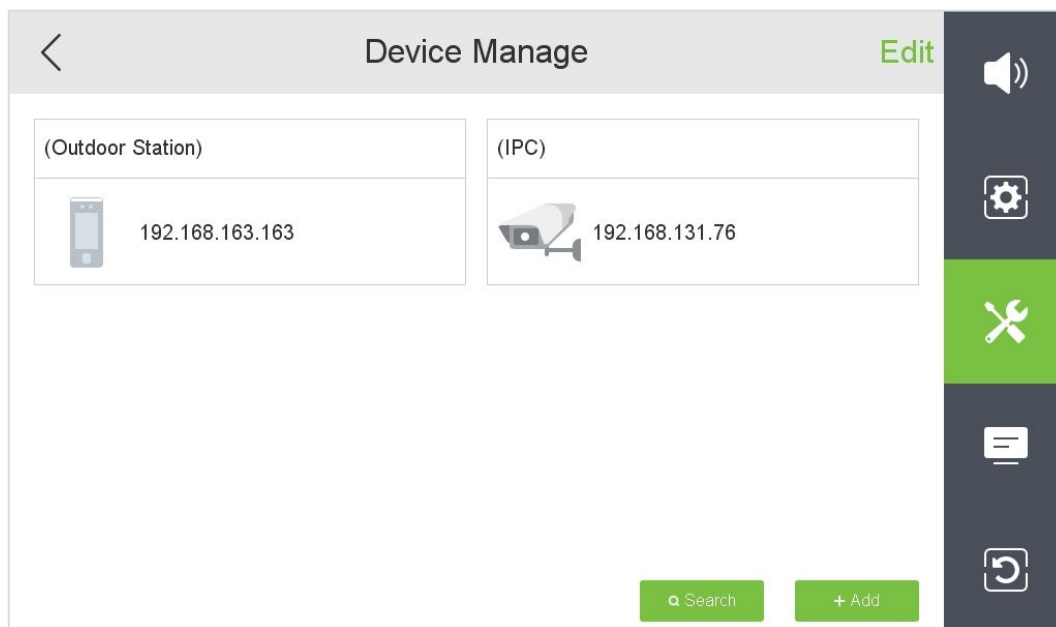 Device Manage
Edit
(Outdoor Station)
(IPC)
192.168.163.163
192.168.131.76
Search
+ Add